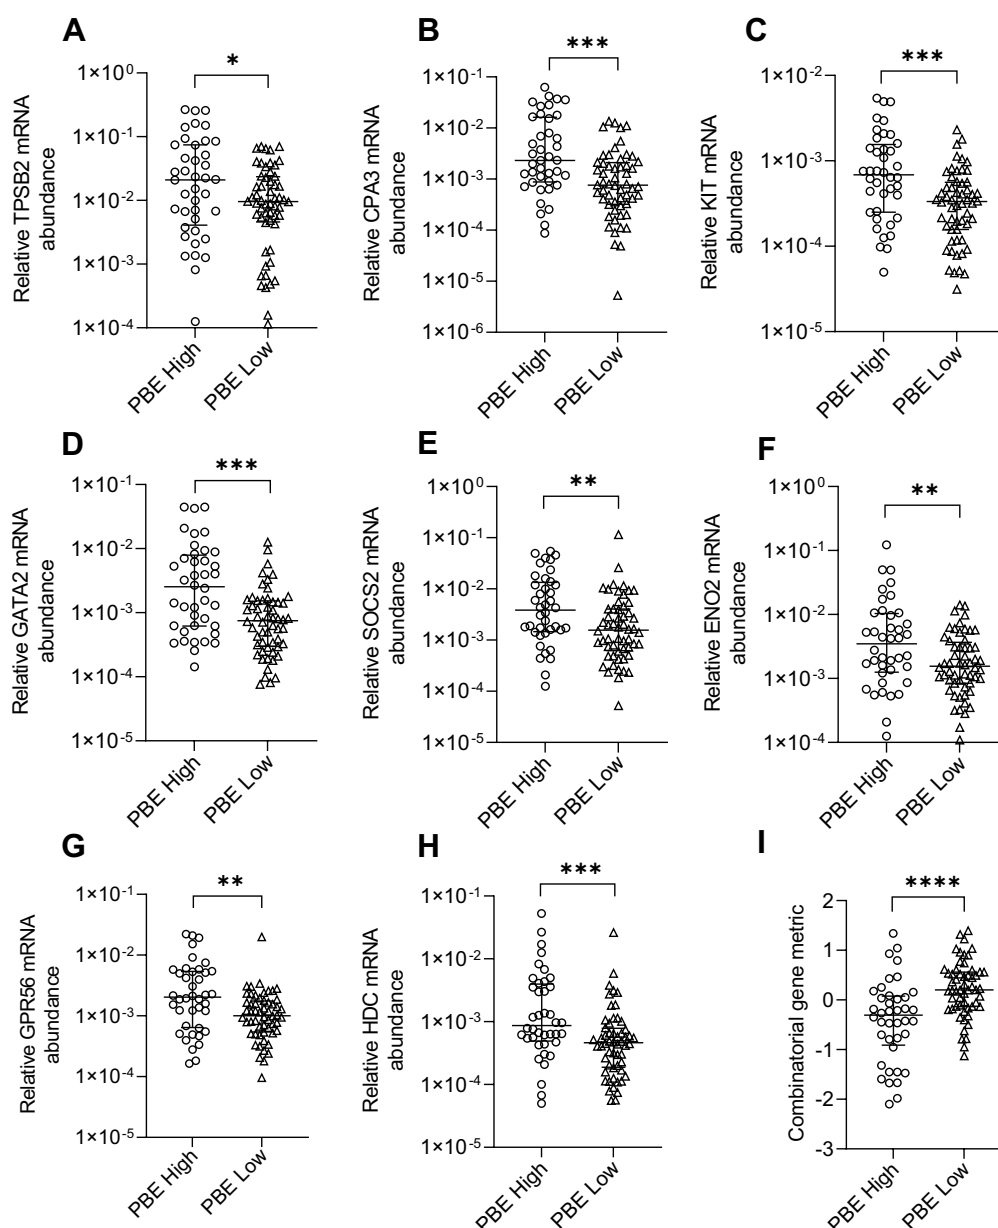 A
*
Relative TPSB2 mRNA
abundance
1×10⁰
1×10⁻¹
1×10⁻²
1×10⁻³
1×10⁻⁴
PBE High
PBE Low
B
***
Relative CPA3 mRNA
abundance
1×10⁻¹
1×10⁻²
1×10⁻³
1×10⁻⁴
1×10⁻⁵
1×10⁻⁶
PBE High
PBE Low
C
***
Relative KIT mRNA
abundance
1×10⁻²
1×10⁻³
1×10⁻⁴
1×10⁻⁵
PBE High
PBE Low
D
***
Relative GATA2 mRNA
abundance
1×10⁻¹
1×10⁻²
1×10⁻³
1×10⁻⁴
1×10⁻⁵
PBE High
PBE Low
E
**
Relative SOCS2 mRNA
abundance
1×10⁰
1×10⁻¹
1×10⁻²
1×10⁻³
1×10⁻⁴
1×10⁻⁵
PBE High
PBE Low
F
**
Relative ENO2 mRNA
abundance
1×10⁰
1×10⁻¹
1×10⁻²
1×10⁻³
1×10⁻⁴
PBE High
PBE Low
G
**
Relative GPR56 mRNA
abundance
1×10⁻¹
1×10⁻²
1×10⁻³
1×10⁻⁴
1×10⁻⁵
PBE High
PBE Low
H
***
Relative HDC mRNA
abundance
1×10⁻¹
1×10⁻²
1×10⁻³
1×10⁻⁴
1×10⁻⁵
PBE High
PBE Low
I
****
Combinatorial gene metric
2
1
0
-1
-2
-3
PBE High
PBE Low